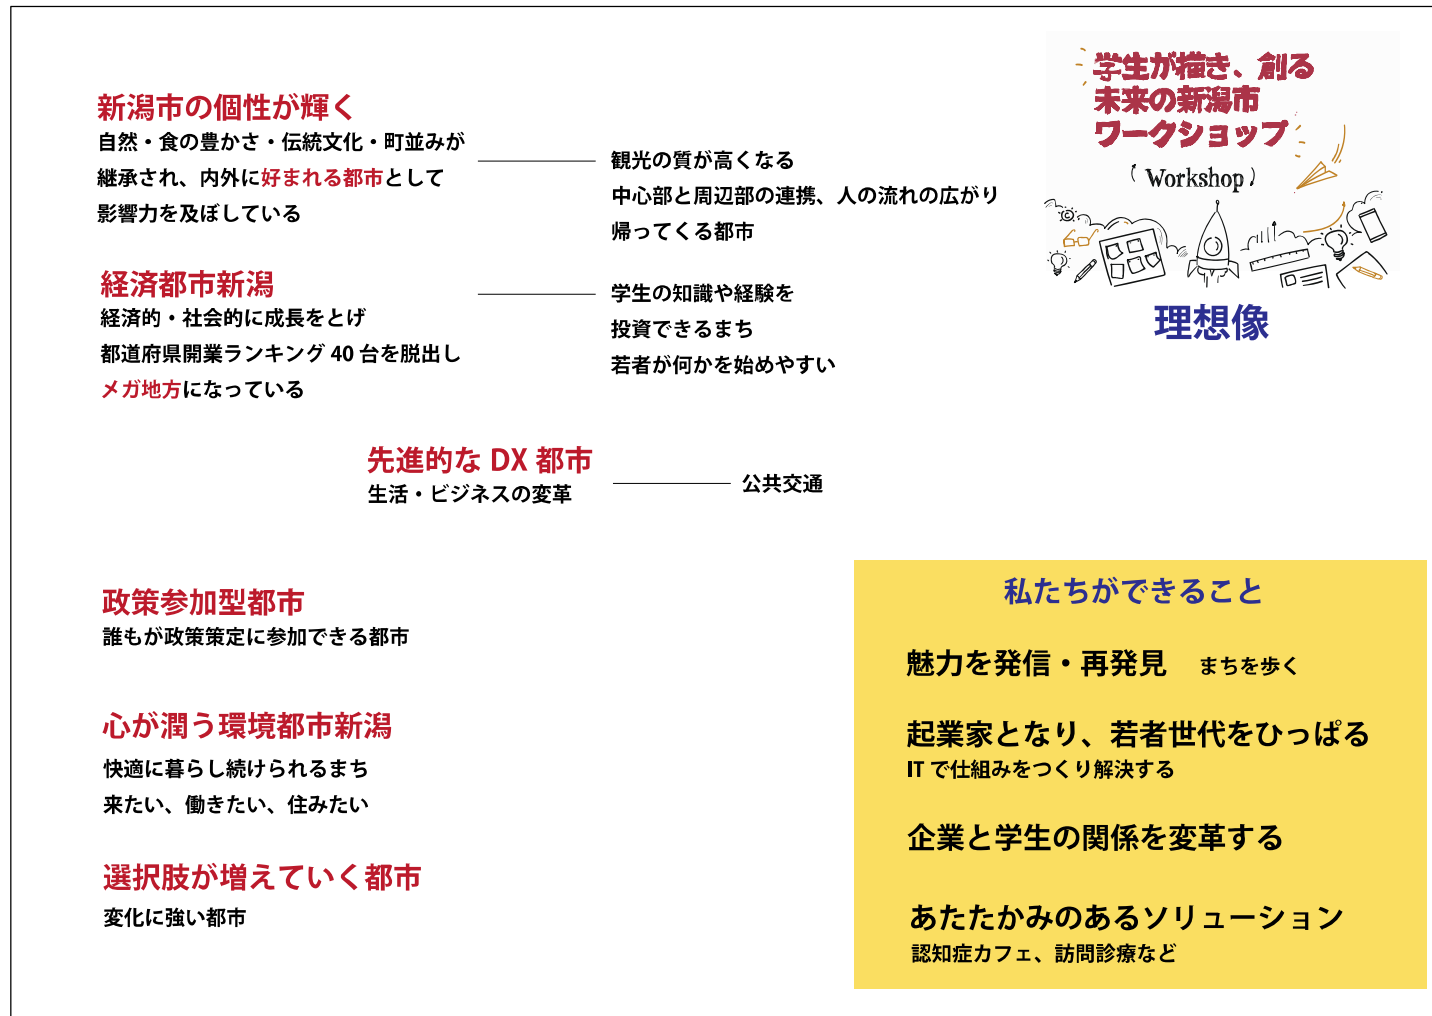 学生が描き、創る
未来の新潟市
ワークショップ
(Workshop)
理想像
新潟市の個性が輝く
自然・食の豊かさ・伝統文化・町並みが
継承され、内外に好まれる都市として
影響力を及ぼしている
観光の質が高くなる
中心部と周辺部の連携、人の流れの広がり
帰ってくる都市
経済都市新潟
経済的・社会的に成長をとげ
都道府県開業ランキング 40 台を脱出し
メガ地方になっている
学生の知識や経験を
投資できるまち
若者が何かを始めやすい
先進的な DX 都市
生活・ビジネスの変革
公共交通
政策参加型都市
誰もが政策策定に参加できる都市
心が潤う環境都市新潟
快適に暮らし続けられるまち
来たい、働きたい、住みたい
選択肢が増えていく都市
変化に強い都市
私たちができること
魅力を発信・再発見 まちを歩く
起業家となり、若者世代をひっぱる
IT で仕組みをつくり解決する
企業と学生の関係を変革する
あたたかみのあるソリューション
認知症カフェ、訪問診療など